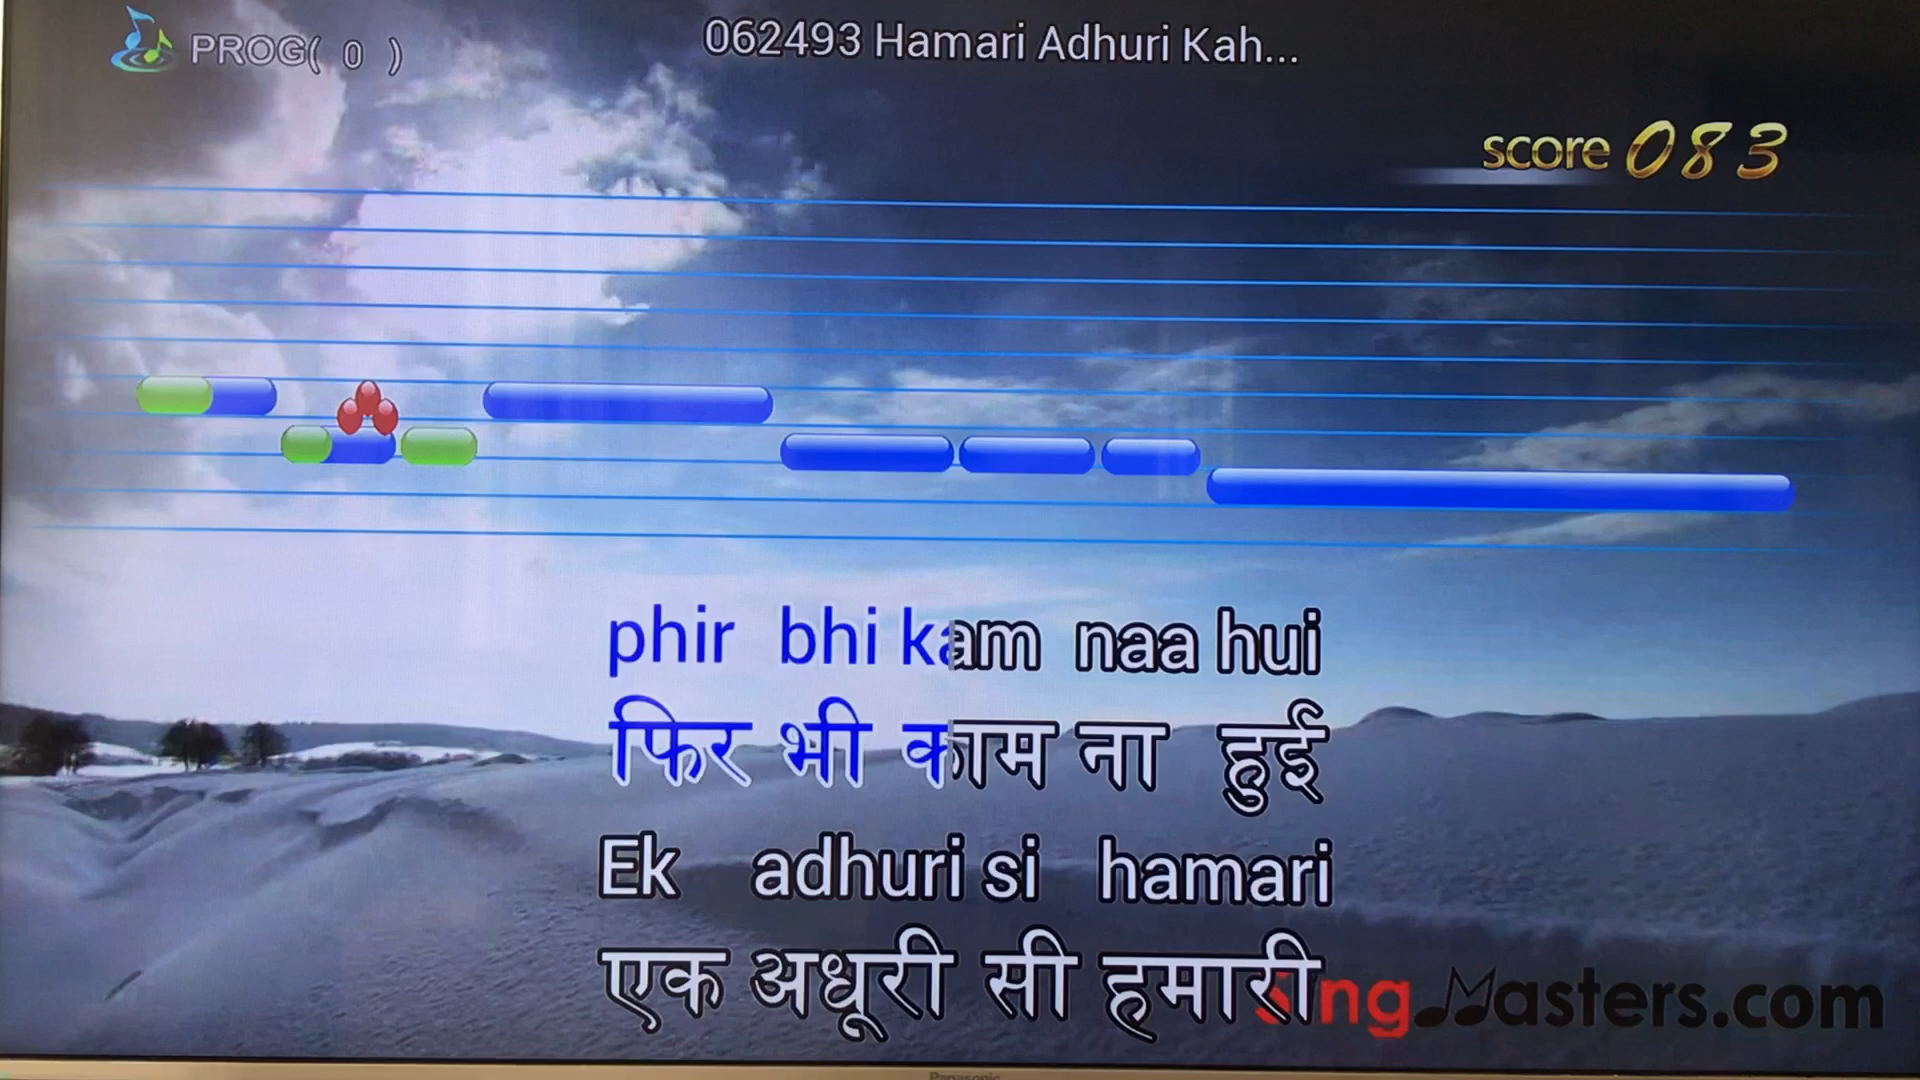 PROG( 0 )
062493 Hamari Adhuri Kah...
score 083
phir bhi kam naa hui
फिर भी काम ना हुई
Ek adhuri si hamari
एक अधूरी सी हमारी
SingMasters.com
Panasonic